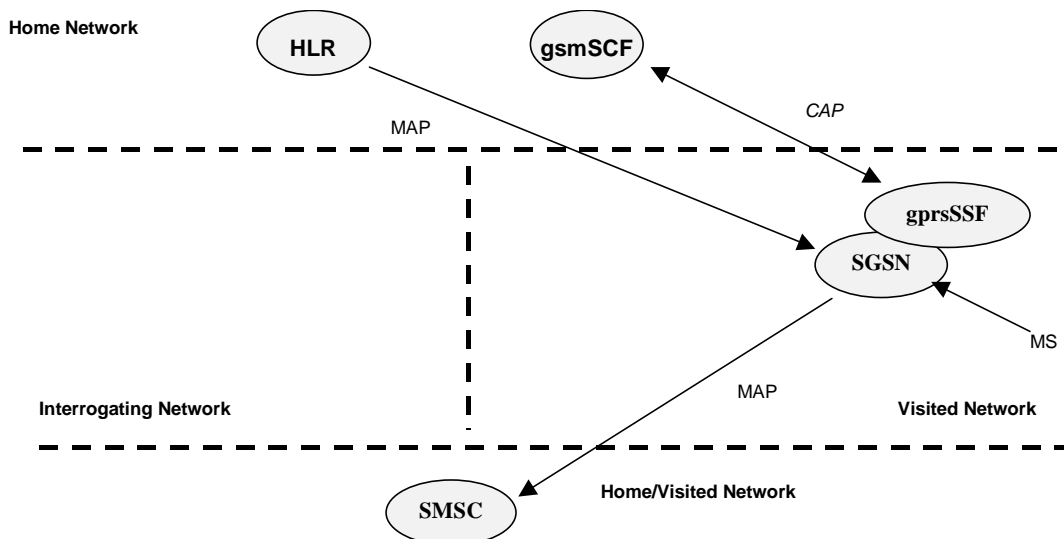 Home Network
HLR
gsmSCF
CAP
MAP
gprsSSF
SGSN
MS
MAP
Interrogating Network
Visited Network
Home/Visited Network
SMSC